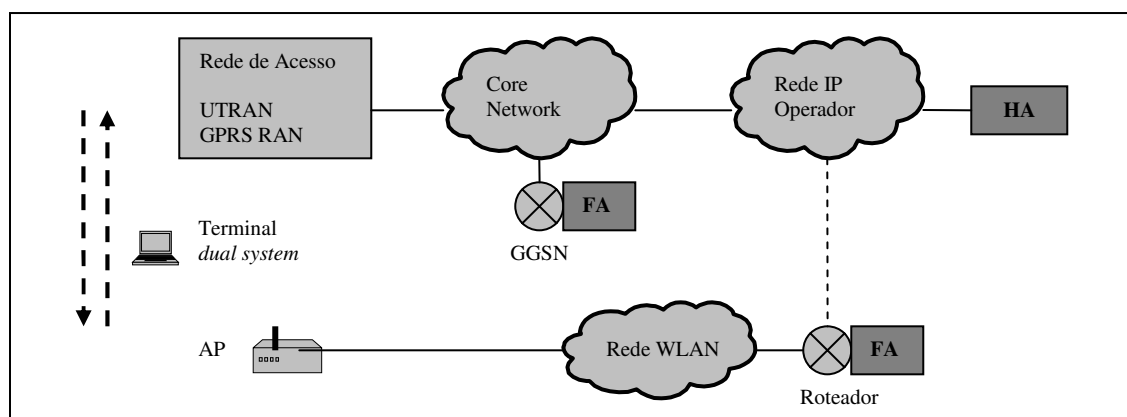 Rede de Acesso
UTRAN
GPRS RAN
Core
Network
Rede IP
Operador
HA
FA
GGSN
Terminal
dual system
AP
Rede WLAN
FA
Roteador